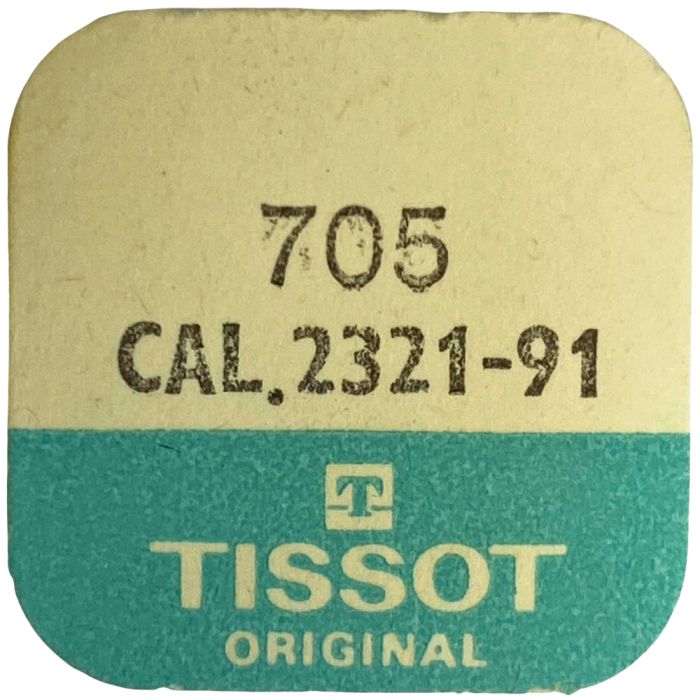 705
CAL.2321-91
T
TISSOT
ORIGINAL